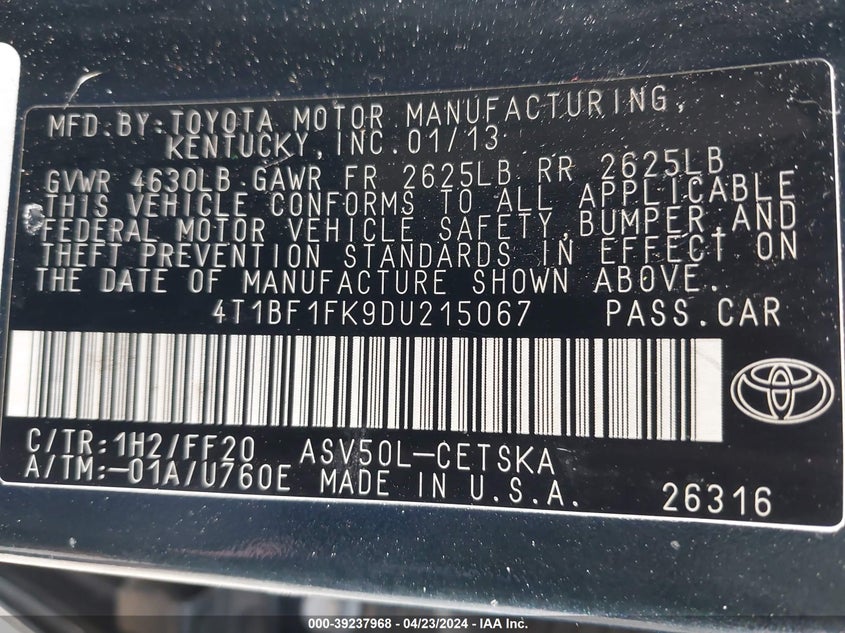 MFD.BY:TOYOTA MOTOR MANUFACTURING,
KENTUCKY,INC.01/13
GVWR 4630LB GAWR FR 2625LB RR 2625LB
THIS VEHICLE CONFORMS TO ALL APPLICABLE
FEDERAL MOTOR VEHICLE SAFETY,BUMPER,AND
THEFT PREVENTION STANDARDS IN EFFECT ON
THE DATE OF MANUFACTURE SHOWN ABOVE.
4T1BF1FK9DU215067 PASS.CAR
C/TR:1H2/FF20 ASV50L-CETSKA
A/TM:-01A/U760E MADE IN U.S.A. 26316
000-39237968 - 04/23/2024 - IAA Inc.